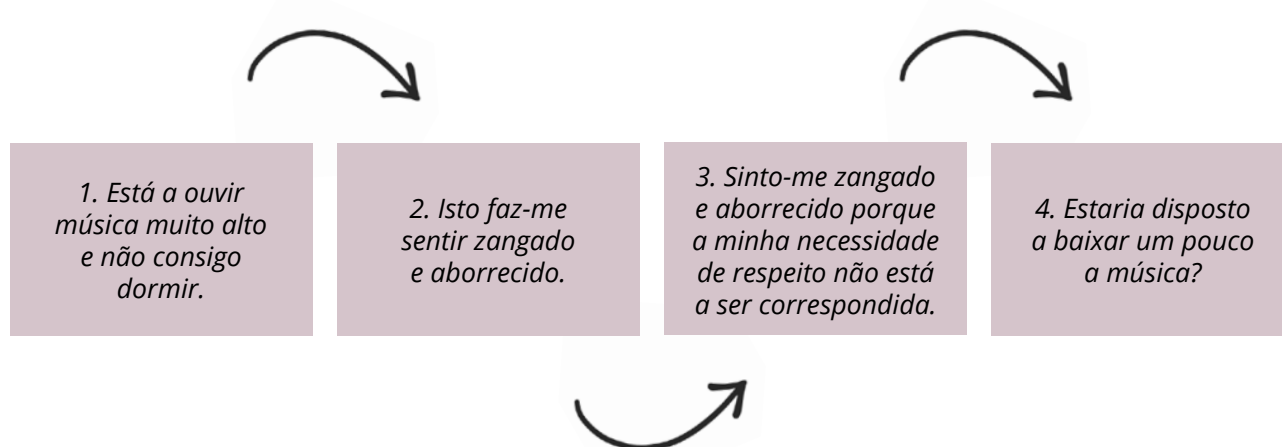 1. Está a ouvir
música muito alto
e não consigo
dormir.
2. Isto faz-me
sentir zangado
e aborrecido.
3. Sinto-me zangado
e aborrecido porque
a minha necessidade
de respeito não está
a ser correspondida.
4. Estaria disposto
a baixar um pouco
a música?